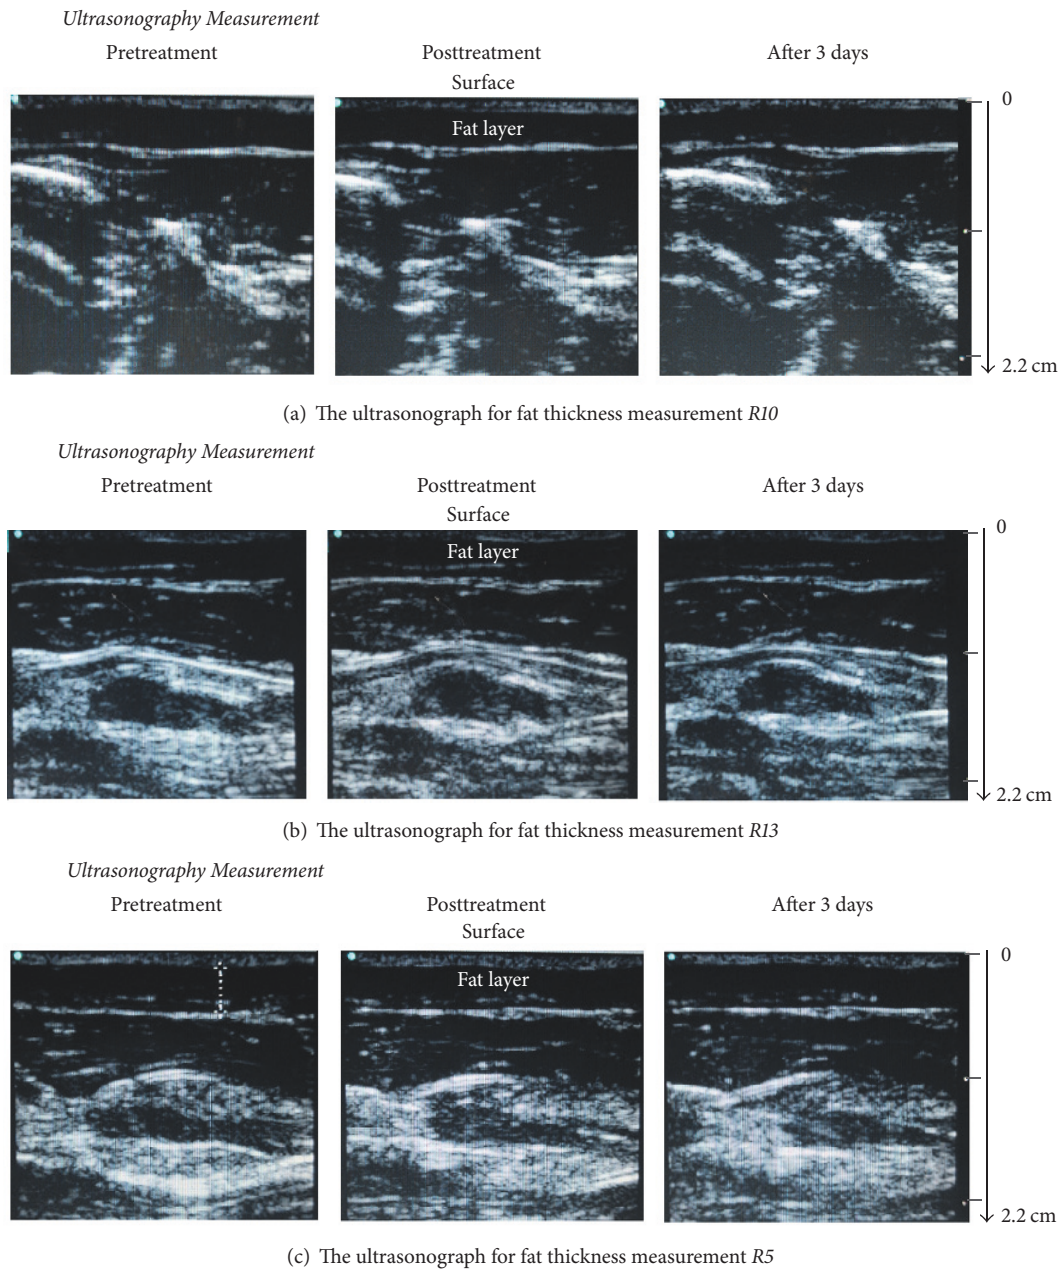 Ultrasonography Measurement
Pretreatment
Posttreatment
After 3 days
Surface
Fat layer
0
2.2 cm
(a) The ultrasonograph for fat thickness measurement R10
Ultrasonography Measurement
Pretreatment
Posttreatment
After 3 days
Surface
Fat layer
0
2.2 cm
(b) The ultrasonograph for fat thickness measurement R13
Ultrasonography Measurement
Pretreatment
Posttreatment
After 3 days
Surface
Fat layer
0
2.2 cm
(c) The ultrasonograph for fat thickness measurement R5